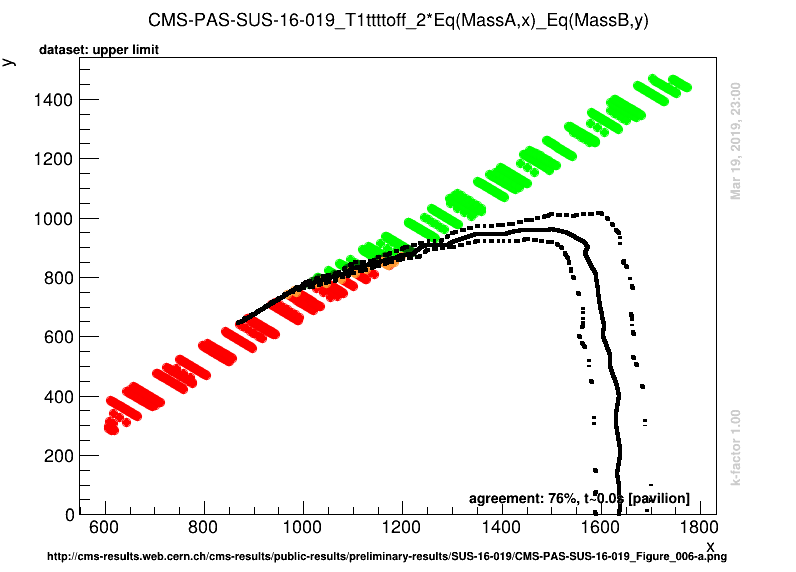 CMS-PAS-SUS-16-019_T1ttttoff_2*Eq(MassA,x)_Eq(MassB,y)
dataset: upper limit
y
1400
1200
1000
800
600
400
200
0
600
800
1000
1200
1400
1600
1800
x
Mar 19, 2019, 23:00
k-factor 1.00
agreement: 76%, t~0.0s [pavilion]
http://cms-results.web.cern.ch/cms-results/public-results/preliminary-results/SUS-16-019/CMS-PAS-SUS-16-019_Figure_006-a.png